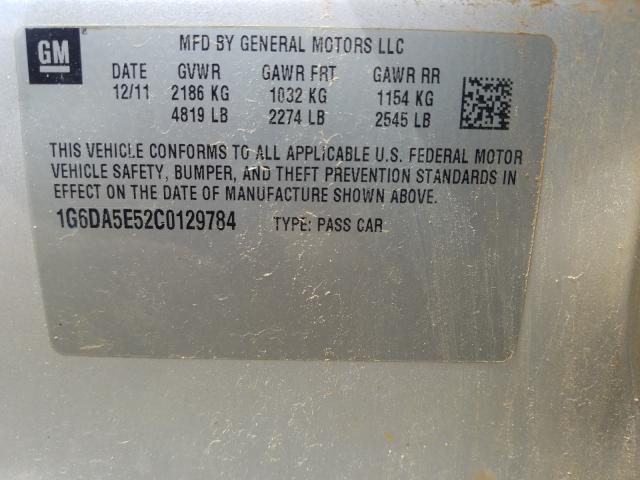 GM
MFD BY GENERAL MOTORS LLC
DATE GVWR GAWR FRT GAWR RR
12/11 2186 KG 1032 KG 1154 KG
4819 LB 2274 LB 2545 LB
THIS VEHICLE CONFORMS TO ALL APPLICABLE U.S. FEDERAL MOTOR
VEHICLE SAFETY, BUMPER, AND THEFT PREVENTION STANDARDS IN
EFFECT ON THE DATE OF MANUFACTURE SHOWN ABOVE.
1G6DA5E52C0129784 TYPE: PASS CAR